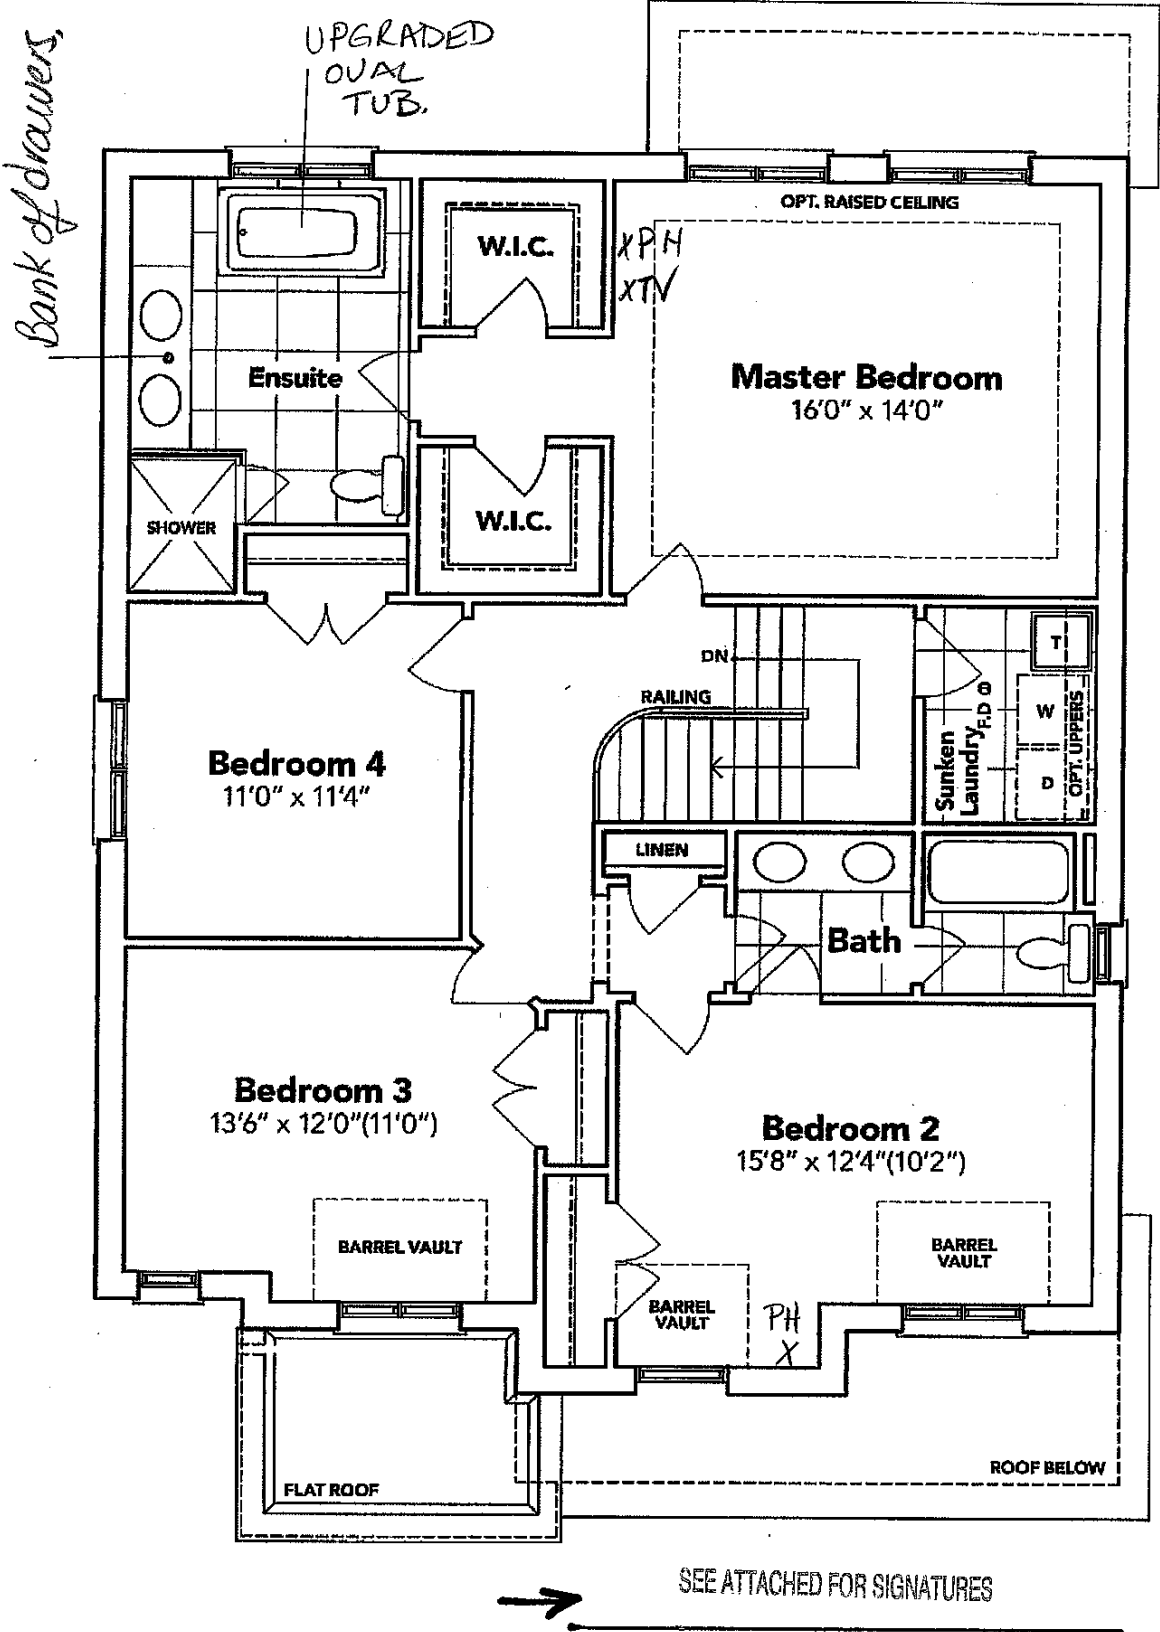 Bank of drawers,
UPGRADED
OVAL
TUB.
OPT. RAISED CEILING
W.I.C.
xPH
xTV
Ensuite
Master Bedroom
16'0" x 14'0"
SHOWER
W.I.C.
DN
RAILING
T
W
D
OPT. UPPERS
F.D
Sunken
Laundry
Bedroom 4
11'0" x 11'4"
LINEN
Bath
Bedroom 3
13'6" x 12'0"(11'0")
BARREL VAULT
Bedroom 2
15'8" x 12'4"(10'2")
BARREL
VAULT
BARREL
VAULT
PH
X
FLAT ROOF
ROOF BELOW
SEE ATTACHED FOR SIGNATURES